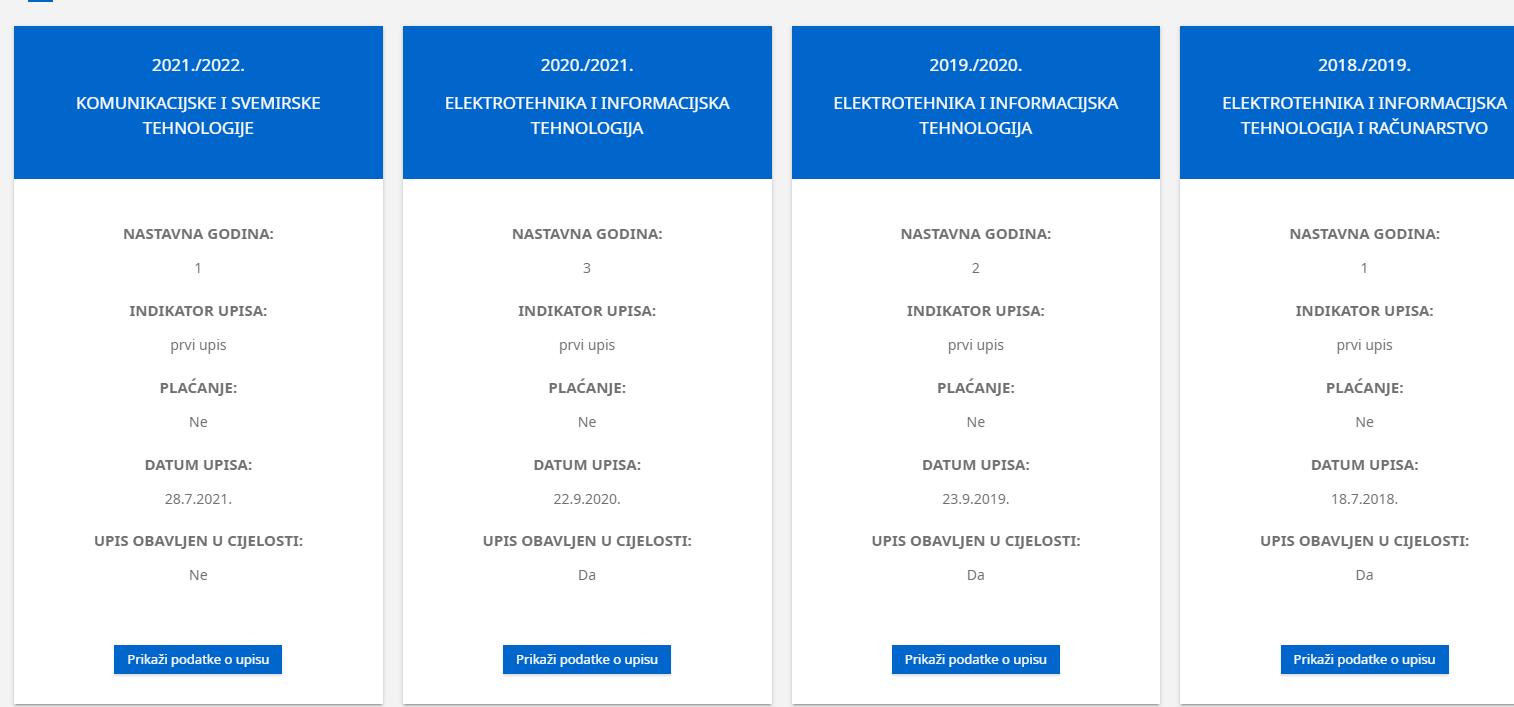 2021./2022.
KOMUNIKACIJSKE I SVEMIRSKE
TEHNOLOGIJE
NASTAVNA GODINA:
1
INDIKATOR UPISA:
prvi upis
PLAĆANJE:
Ne
DATUM UPISA:
28.7.2021.
UPIS OBAVLJEN U CIJELOSTI:
Ne
Prikaži podatke o upisu
2020./2021.
ELEKTROTEHNIKA I INFORMACIJSKA
TEHNOLOGIJA
NASTAVNA GODINA:
3
INDIKATOR UPISA:
prvi upis
PLAĆANJE:
Ne
DATUM UPISA:
22.9.2020.
UPIS OBAVLJEN U CIJELOSTI:
Da
Prikaži podatke o upisu
2019./2020.
ELEKTROTEHNIKA I INFORMACIJSKA
TEHNOLOGIJA
NASTAVNA GODINA:
2
INDIKATOR UPISA:
prvi upis
PLAĆANJE:
Ne
DATUM UPISA:
23.9.2019.
UPIS OBAVLJEN U CIJELOSTI:
Da
Prikaži podatke o upisu
2018./2019.
ELEKTROTEHNIKA I INFORMACIJSKA
TEHNOLOGIJA I RAČUNARSTVO
NASTAVNA GODINA:
1
INDIKATOR UPISA:
prvi upis
PLAĆANJE:
Ne
DATUM UPISA:
18.7.2018.
UPIS OBAVLJEN U CIJELOSTI:
Da
Prikaži podatke o upisu